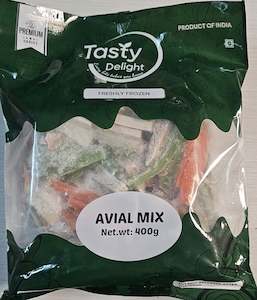 PREMIUM
PRODUCT OF INDIA
Tasty
Delight
FRESHLY FROZEN
AVIAL MIX
Net.wt: 400g